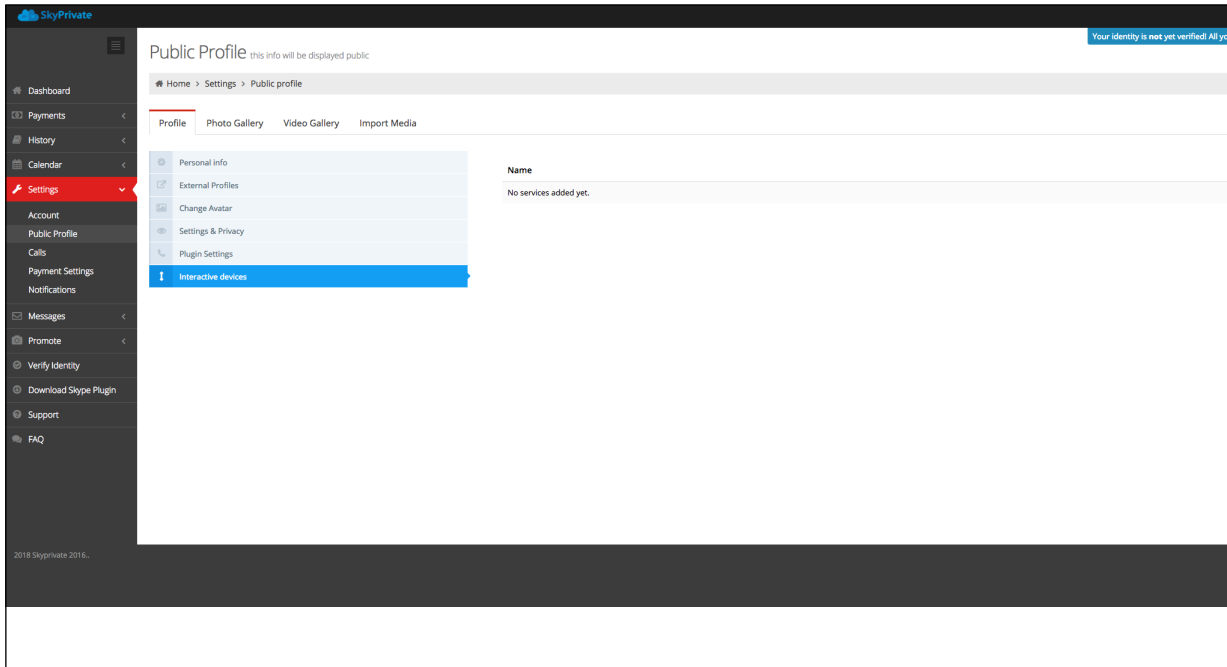 SkyPrivate
Your identity is not yet verified! All yo
Public Profile this info will be displayed public
Home > Settings > Public profile
Dashboard
Payments
History
Calendar
Settings
Account
Public Profile
Calls
Payment Settings
Notifications
Messages
Promote
Verify Identity
Download Skype Plugin
Support
FAQ
Profile Photo Gallery Video Gallery Import Media
Personal info
External Profiles
Change Avatar
Settings & Privacy
Plugin Settings
Interactive devices
Name
No services added yet.
2018 Skyprivate 2016..